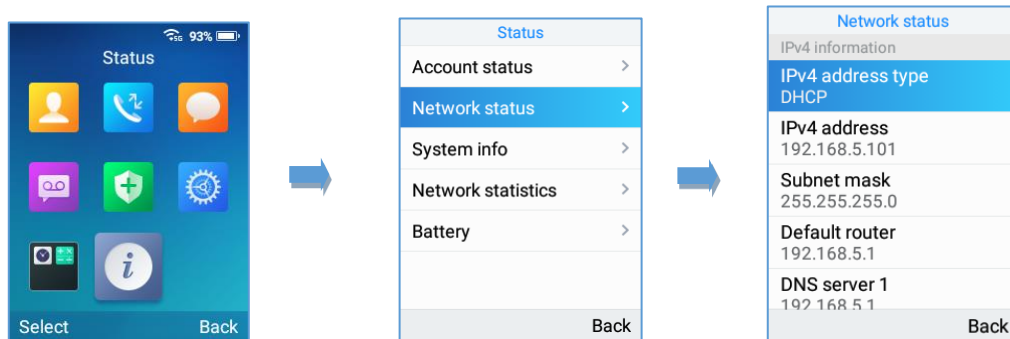 5G 93%
Status
i
Select Back
Status
Account status
Network status
System info
Network statistics
Battery
Back
Network status
IPv4 information
IPv4 address type
DHCP
IPv4 address
192.168.5.101
Subnet mask
255.255.255.0
Default router
192.168.5.1
DNS server 1
192.168.5.1
Back